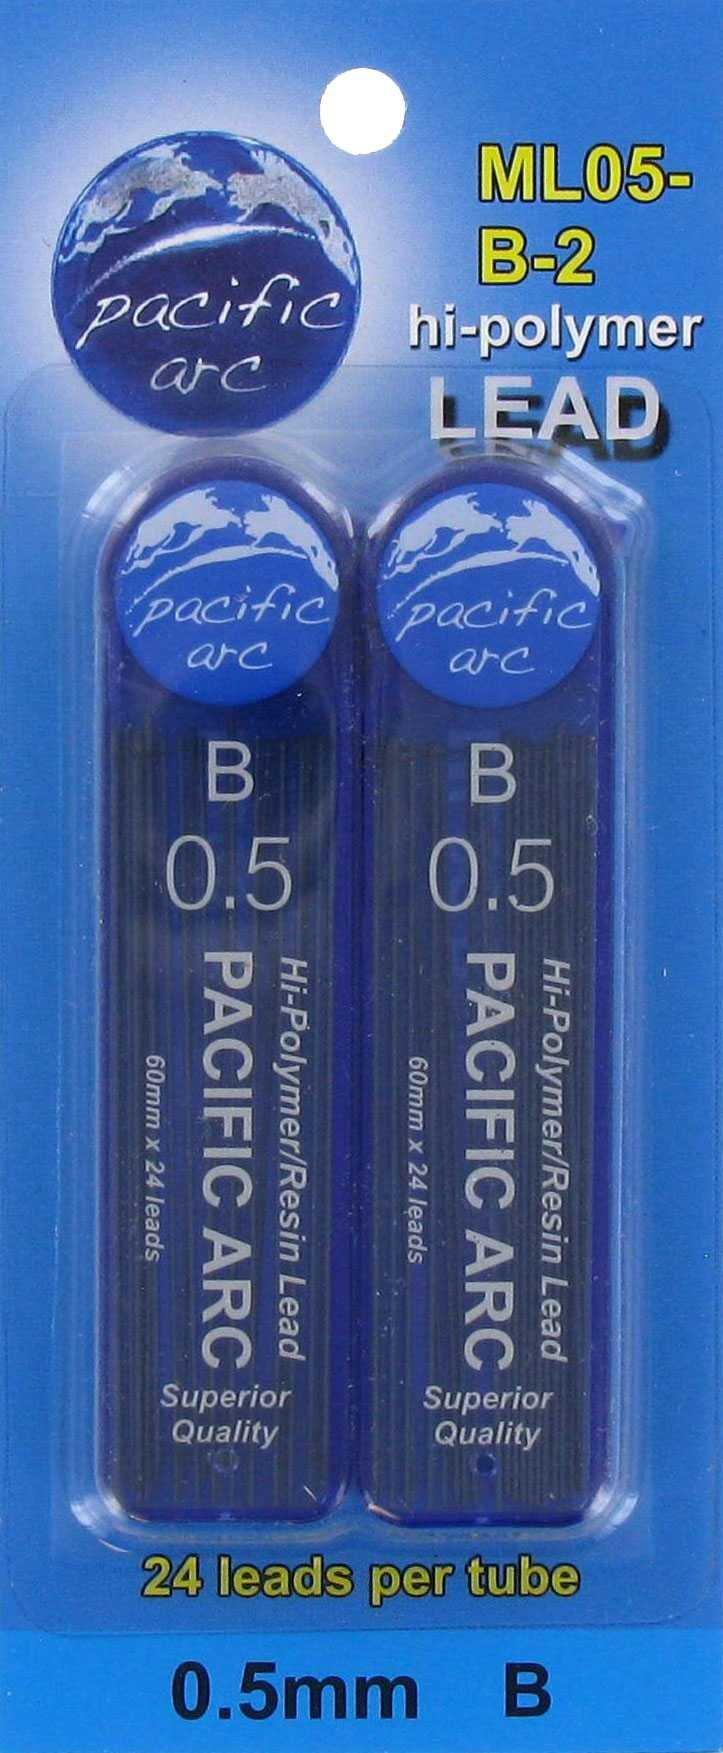 pacific
arc
ML05-
B-2
hi-polymer
LEAD
pacific
arc
B
0.5
Hi-Polymer/Resin Lead
PACIFIC ARC
60mm x 24 leads
Superior
Quality
pacific
arc
B
0.5
Hi-Polymer/Resin Lead
PACIFIC ARC
60mm x 24 leads
Superior
Quality
24 leads per tube
0.5mm B